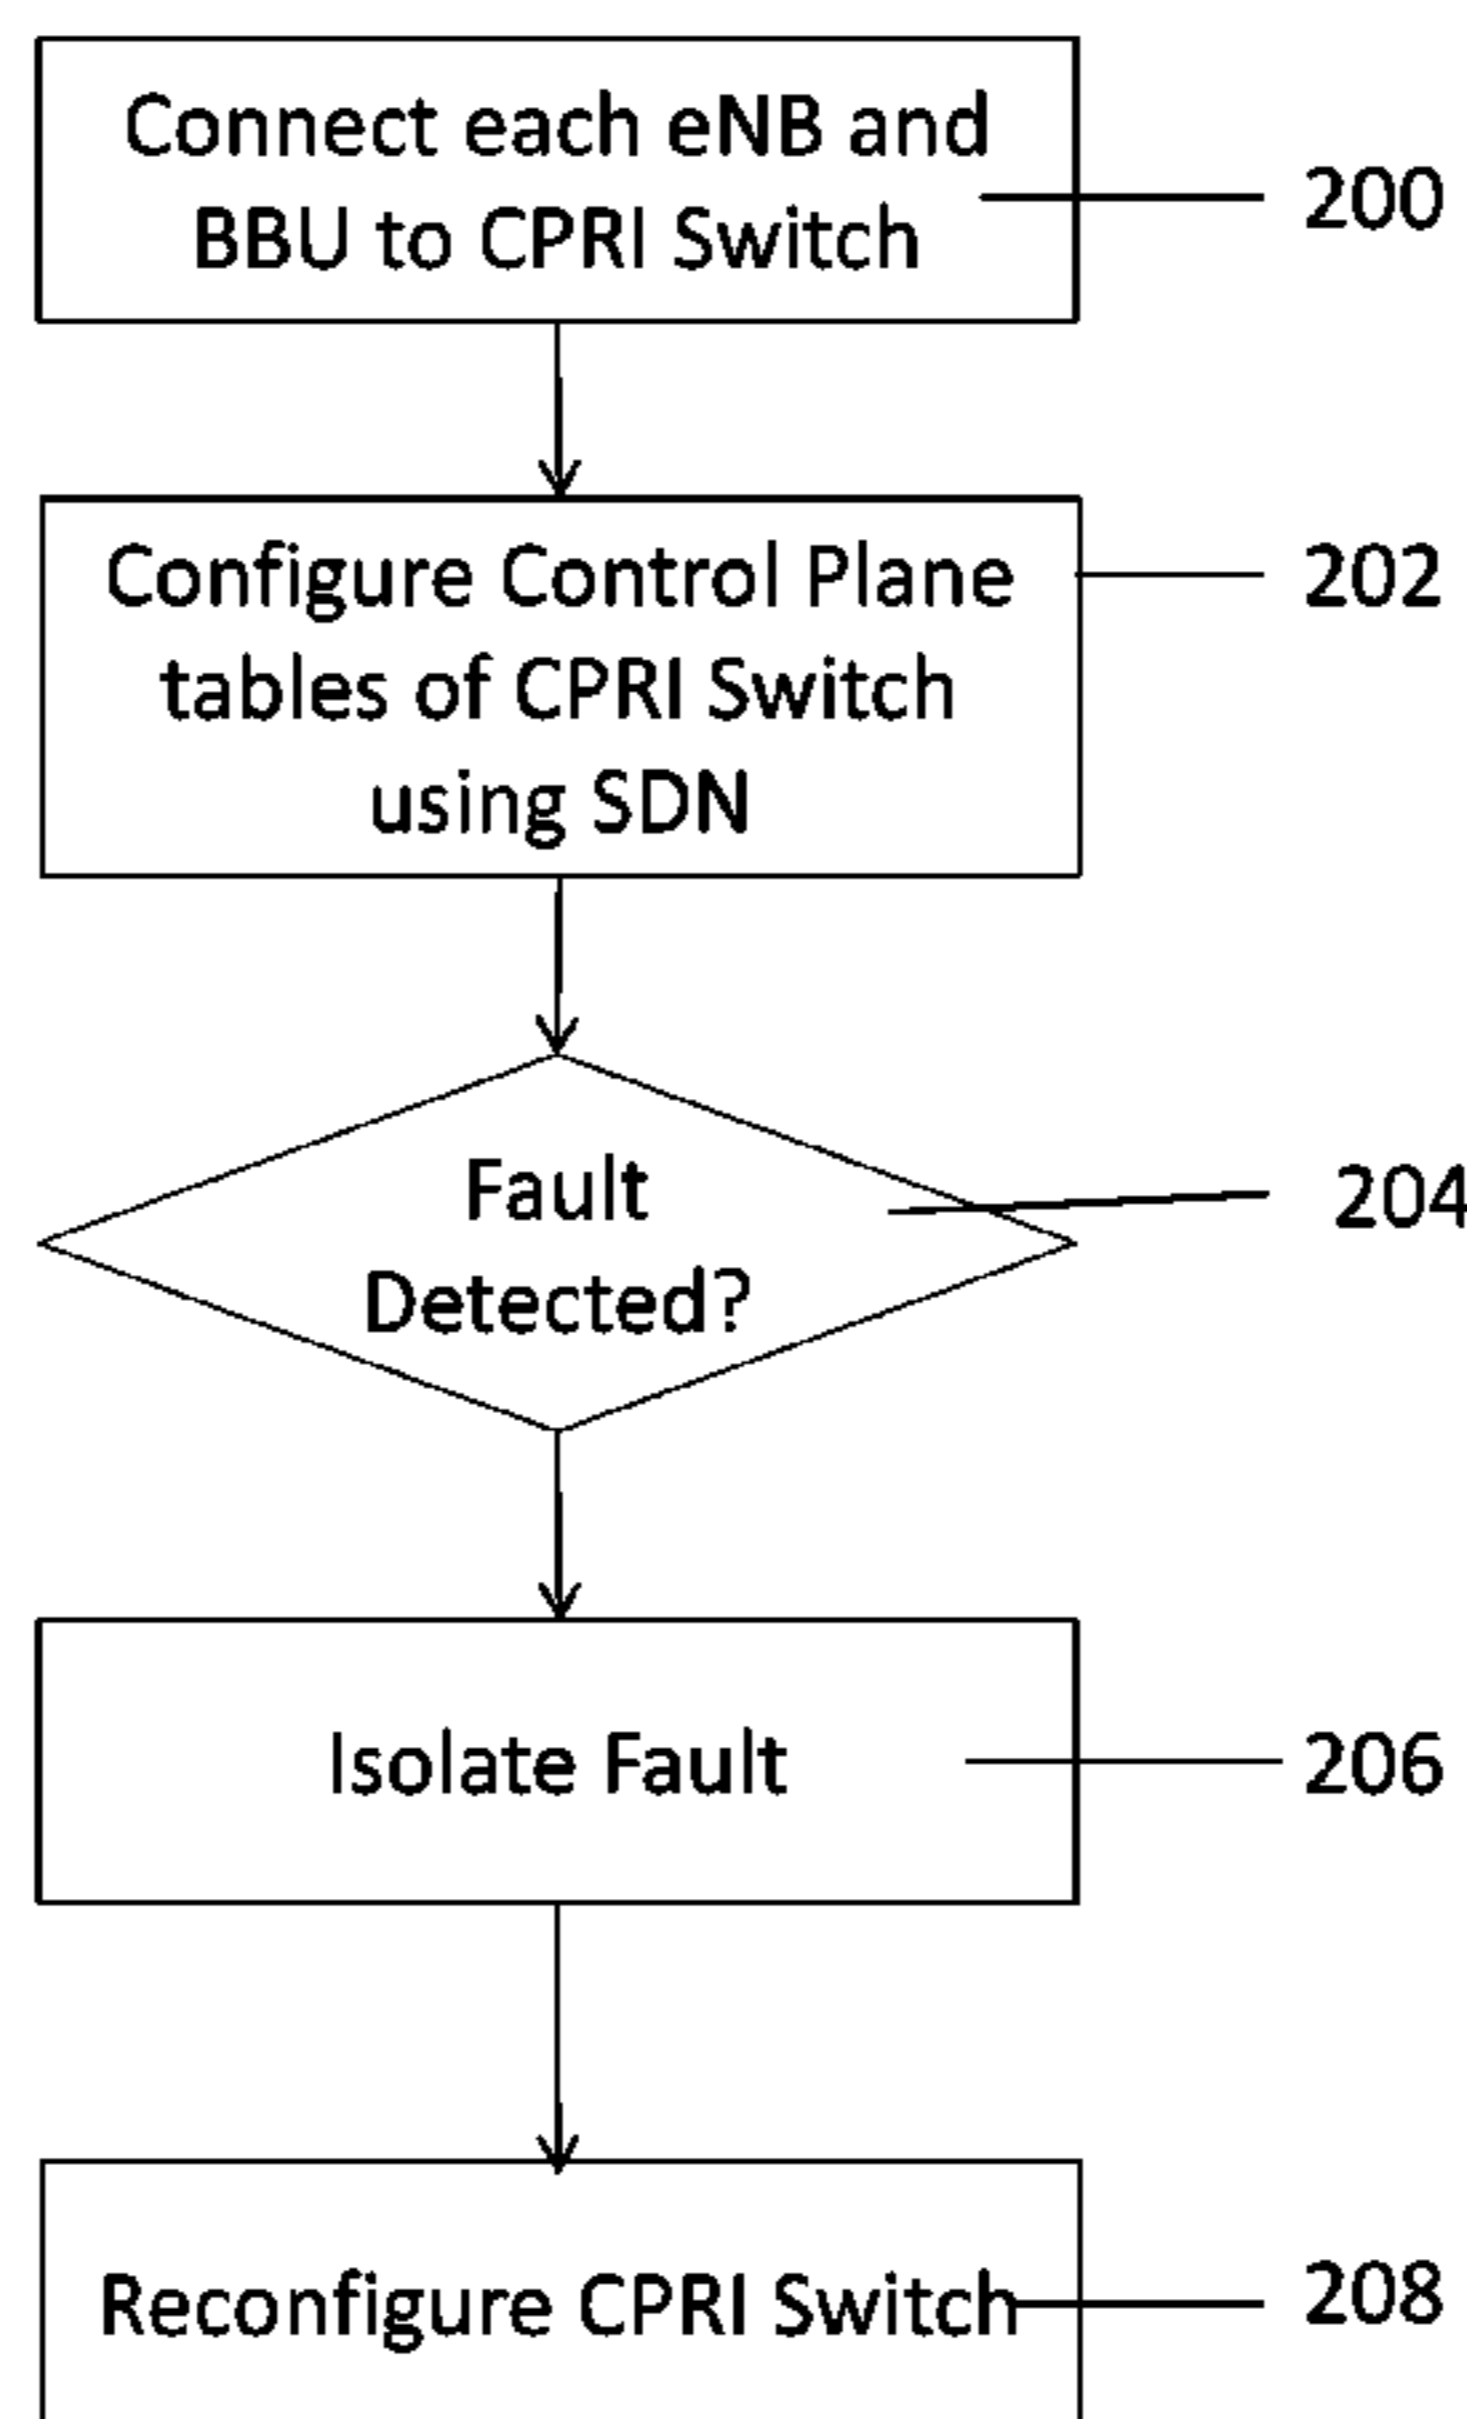 Connect each eNB and
BBU to CPRI Switch
200
Configure Control Plane
tables of CPRI Switch
using SDN
202
Fault
Detected?
204
Isolate Fault
206
Reconfigure CPRI Switch
208